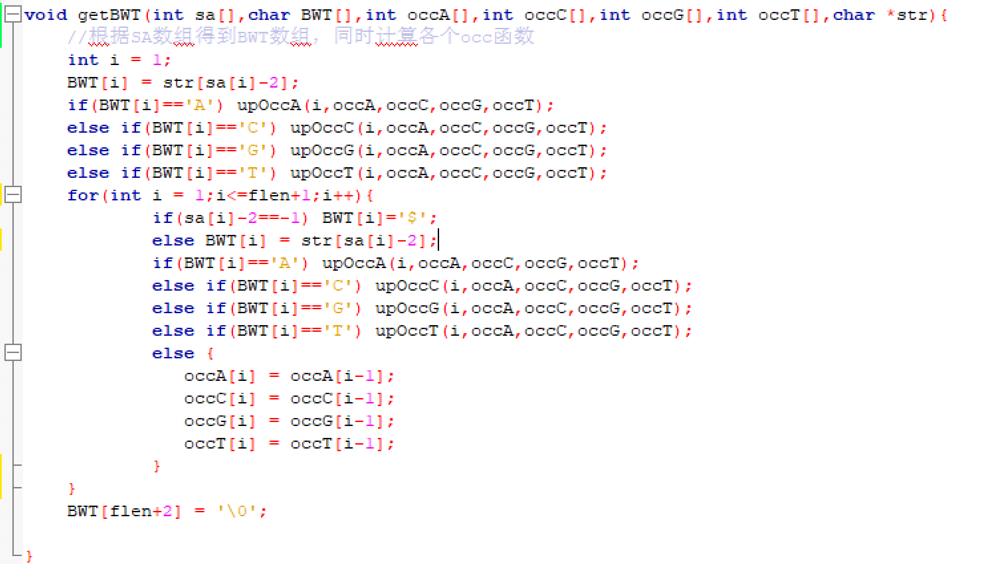 void getBWT(int sa[],char BWT[],int occA[],int occC[],int occG[],int occT[],char *str){
//根据SA数组得到BWT数组，同时计算各个occ函数
int i = 1;
BWT[i] = str[sa[i]-2];
if(BWT[i]=='A') upOccA(i,occA,occC,occG,occT);
else if(BWT[i]=='C') upOccC(i,occA,occC,occG,occT);
else if(BWT[i]=='G') upOccG(i,occA,occC,occG,occT);
else if(BWT[i]=='T') upOccT(i,occA,occC,occG,occT);
for(int i = 1;i<=flen+1;i++){
if(sa[i]-2==-1) BWT[i]='$';
else BWT[i] = str[sa[i]-2];
if(BWT[i]=='A') upOccA(i,occA,occC,occG,occT);
else if(BWT[i]=='C') upOccC(i,occA,occC,occG,occT);
else if(BWT[i]=='G') upOccG(i,occA,occC,occG,occT);
else if(BWT[i]=='T') upOccT(i,occA,occC,occG,occT);
else {
occA[i] = occA[i-1];
occC[i] = occC[i-1];
occG[i] = occG[i-1];
occT[i] = occT[i-1];
}
}
BWT[flen+2] = '\0';
}